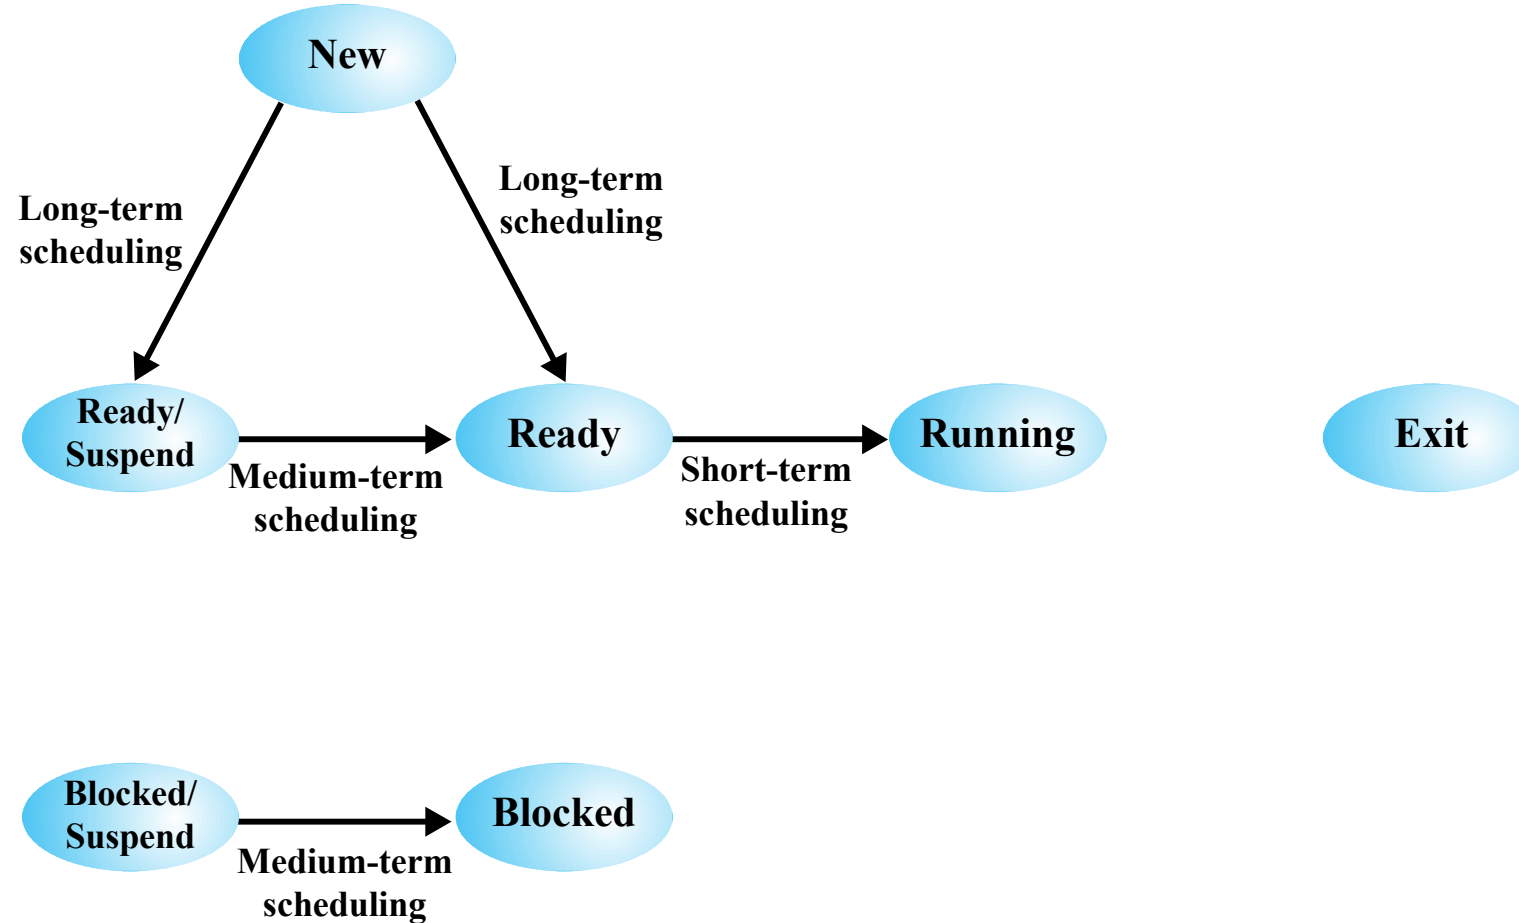 New
Long-term
scheduling
Long-term
scheduling
Ready/
Suspend
Ready
Running
Exit
Medium-term
scheduling
Short-term
scheduling
Blocked/
Suspend
Blocked
Medium-term
scheduling